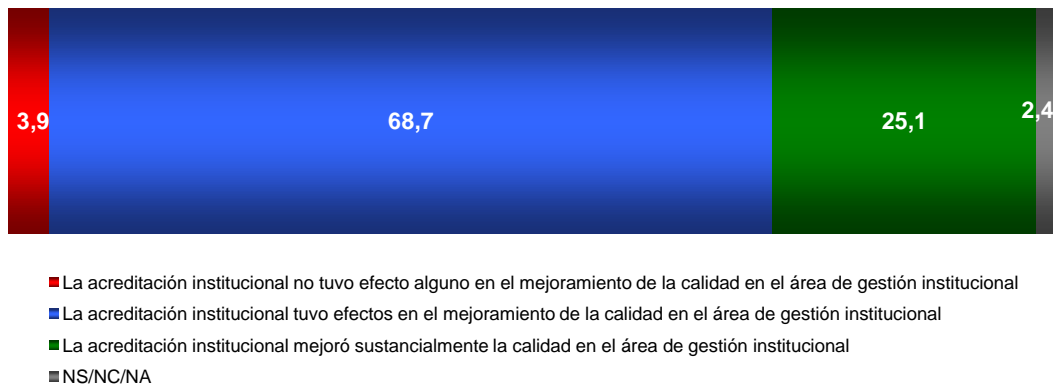 3,9 68,7 25,1 2,4
La acreditación institucional no tuvo efecto alguno en el mejoramiento de la calidad en el área de gestión institucional
La acreditación institucional tuvo efectos en el mejoramiento de la calidad en el área de gestión institucional
La acreditación institucional mejoró sustancialmente la calidad en el área de gestión institucional
NS/NC/NA